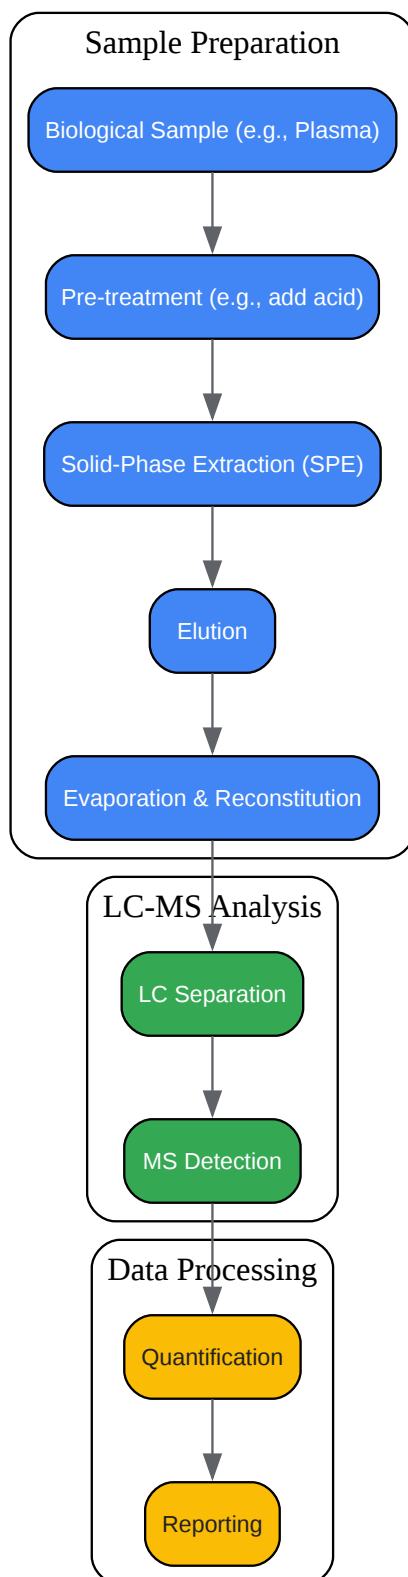 Sample Preparation
Biological Sample (e.g., Plasma)
Pre-treatment (e.g., add acid)
Solid-Phase Extraction (SPE)
Elution
Evaporation & Reconstitution
LC-MS Analysis
LC Separation
MS Detection
Data Processing
Quantification
Reporting